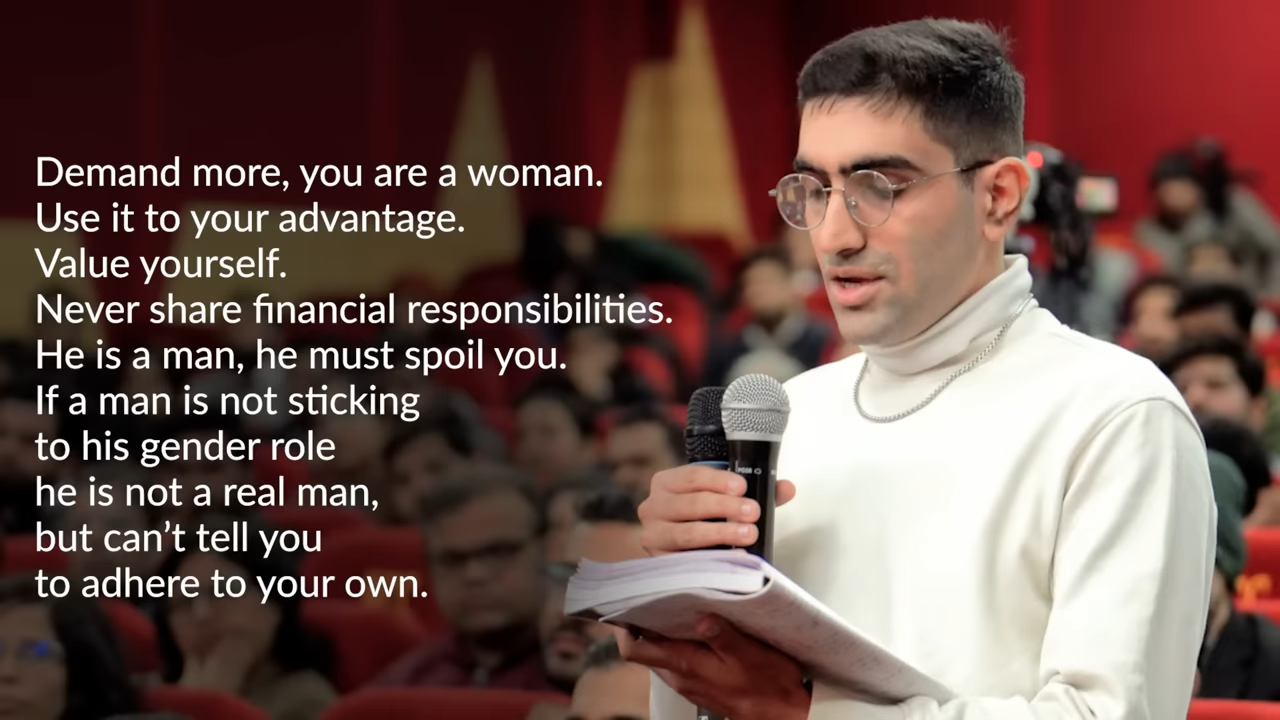 Demand more, you are a woman.
Use it to your advantage.
Value yourself.
Never share financial responsibilities.
He is a man, he must spoil you.
If a man is not sticking
to his gender role
he is not a real man,
but can’t tell you
to adhere to your own.